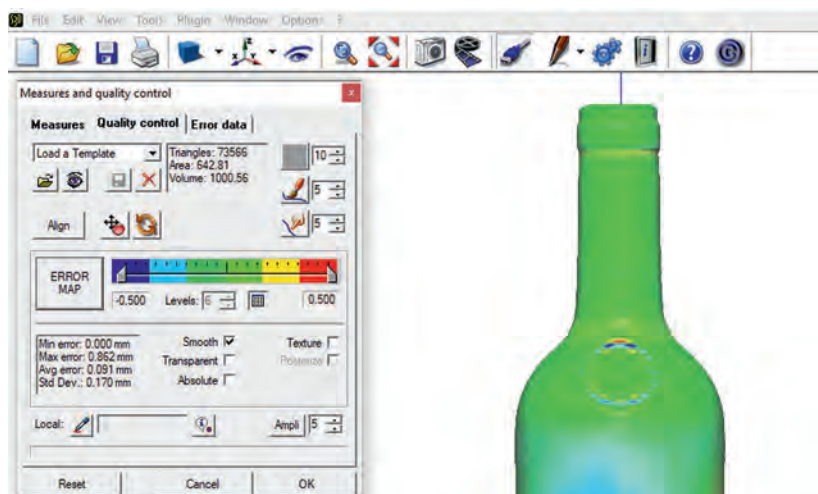 File Edit View Tools Plugin Window Options ?
Measures and quality control x
Measures Quality control Error data
Load a Template
Triangles: 73566
Area: 642.81
Volume: 1000.56
10
5
5
Align
ERROR MAP
-0.500 Levels: 6 0.500
Min error: 0.000 mm
Max error: 0.862 mm
Avg error: 0.091 mm
Std Dev.: 0.170 mm
Smooth
Transparent
Absolute
Texture
Posterize
Local:
Ampli 5
Reset Cancel OK